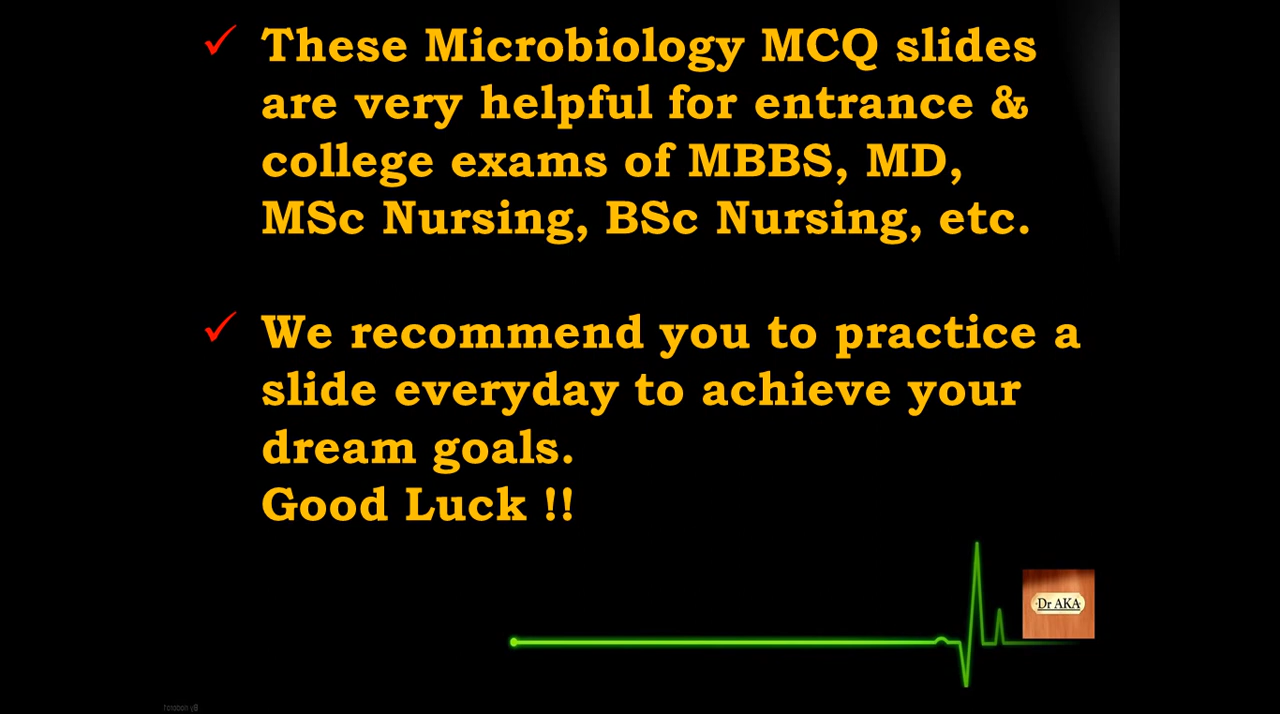 These Microbiology MCQ slides
are very helpful for entrance &
college exams of MBBS, MD,
MSc Nursing, BSc Nursing, etc.
We recommend you to practice a
slide everyday to achieve your
dream goals.
Good Luck !!
Dr AKA